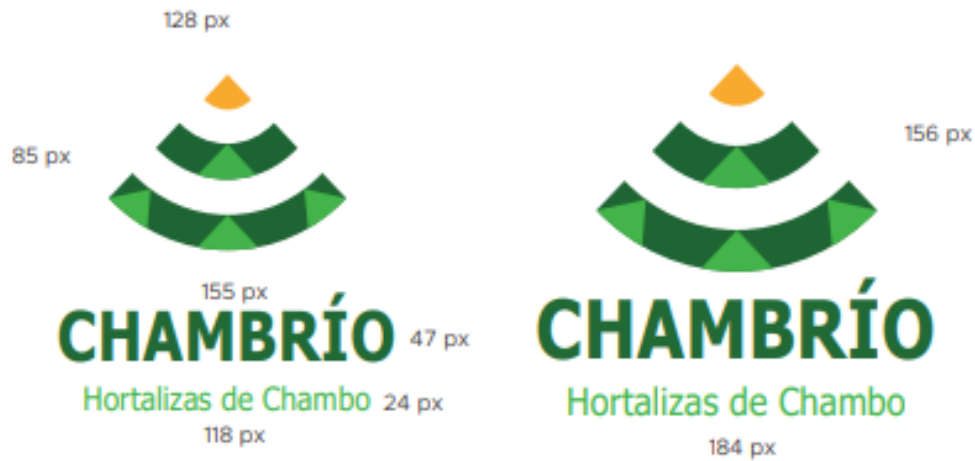 128 px
85 px
155 px
CHAMBRÍO
47 px
Hortalizas de Chambo
24 px
118 px
156 px
CHAMBRÍO
Hortalizas de Chambo
184 px